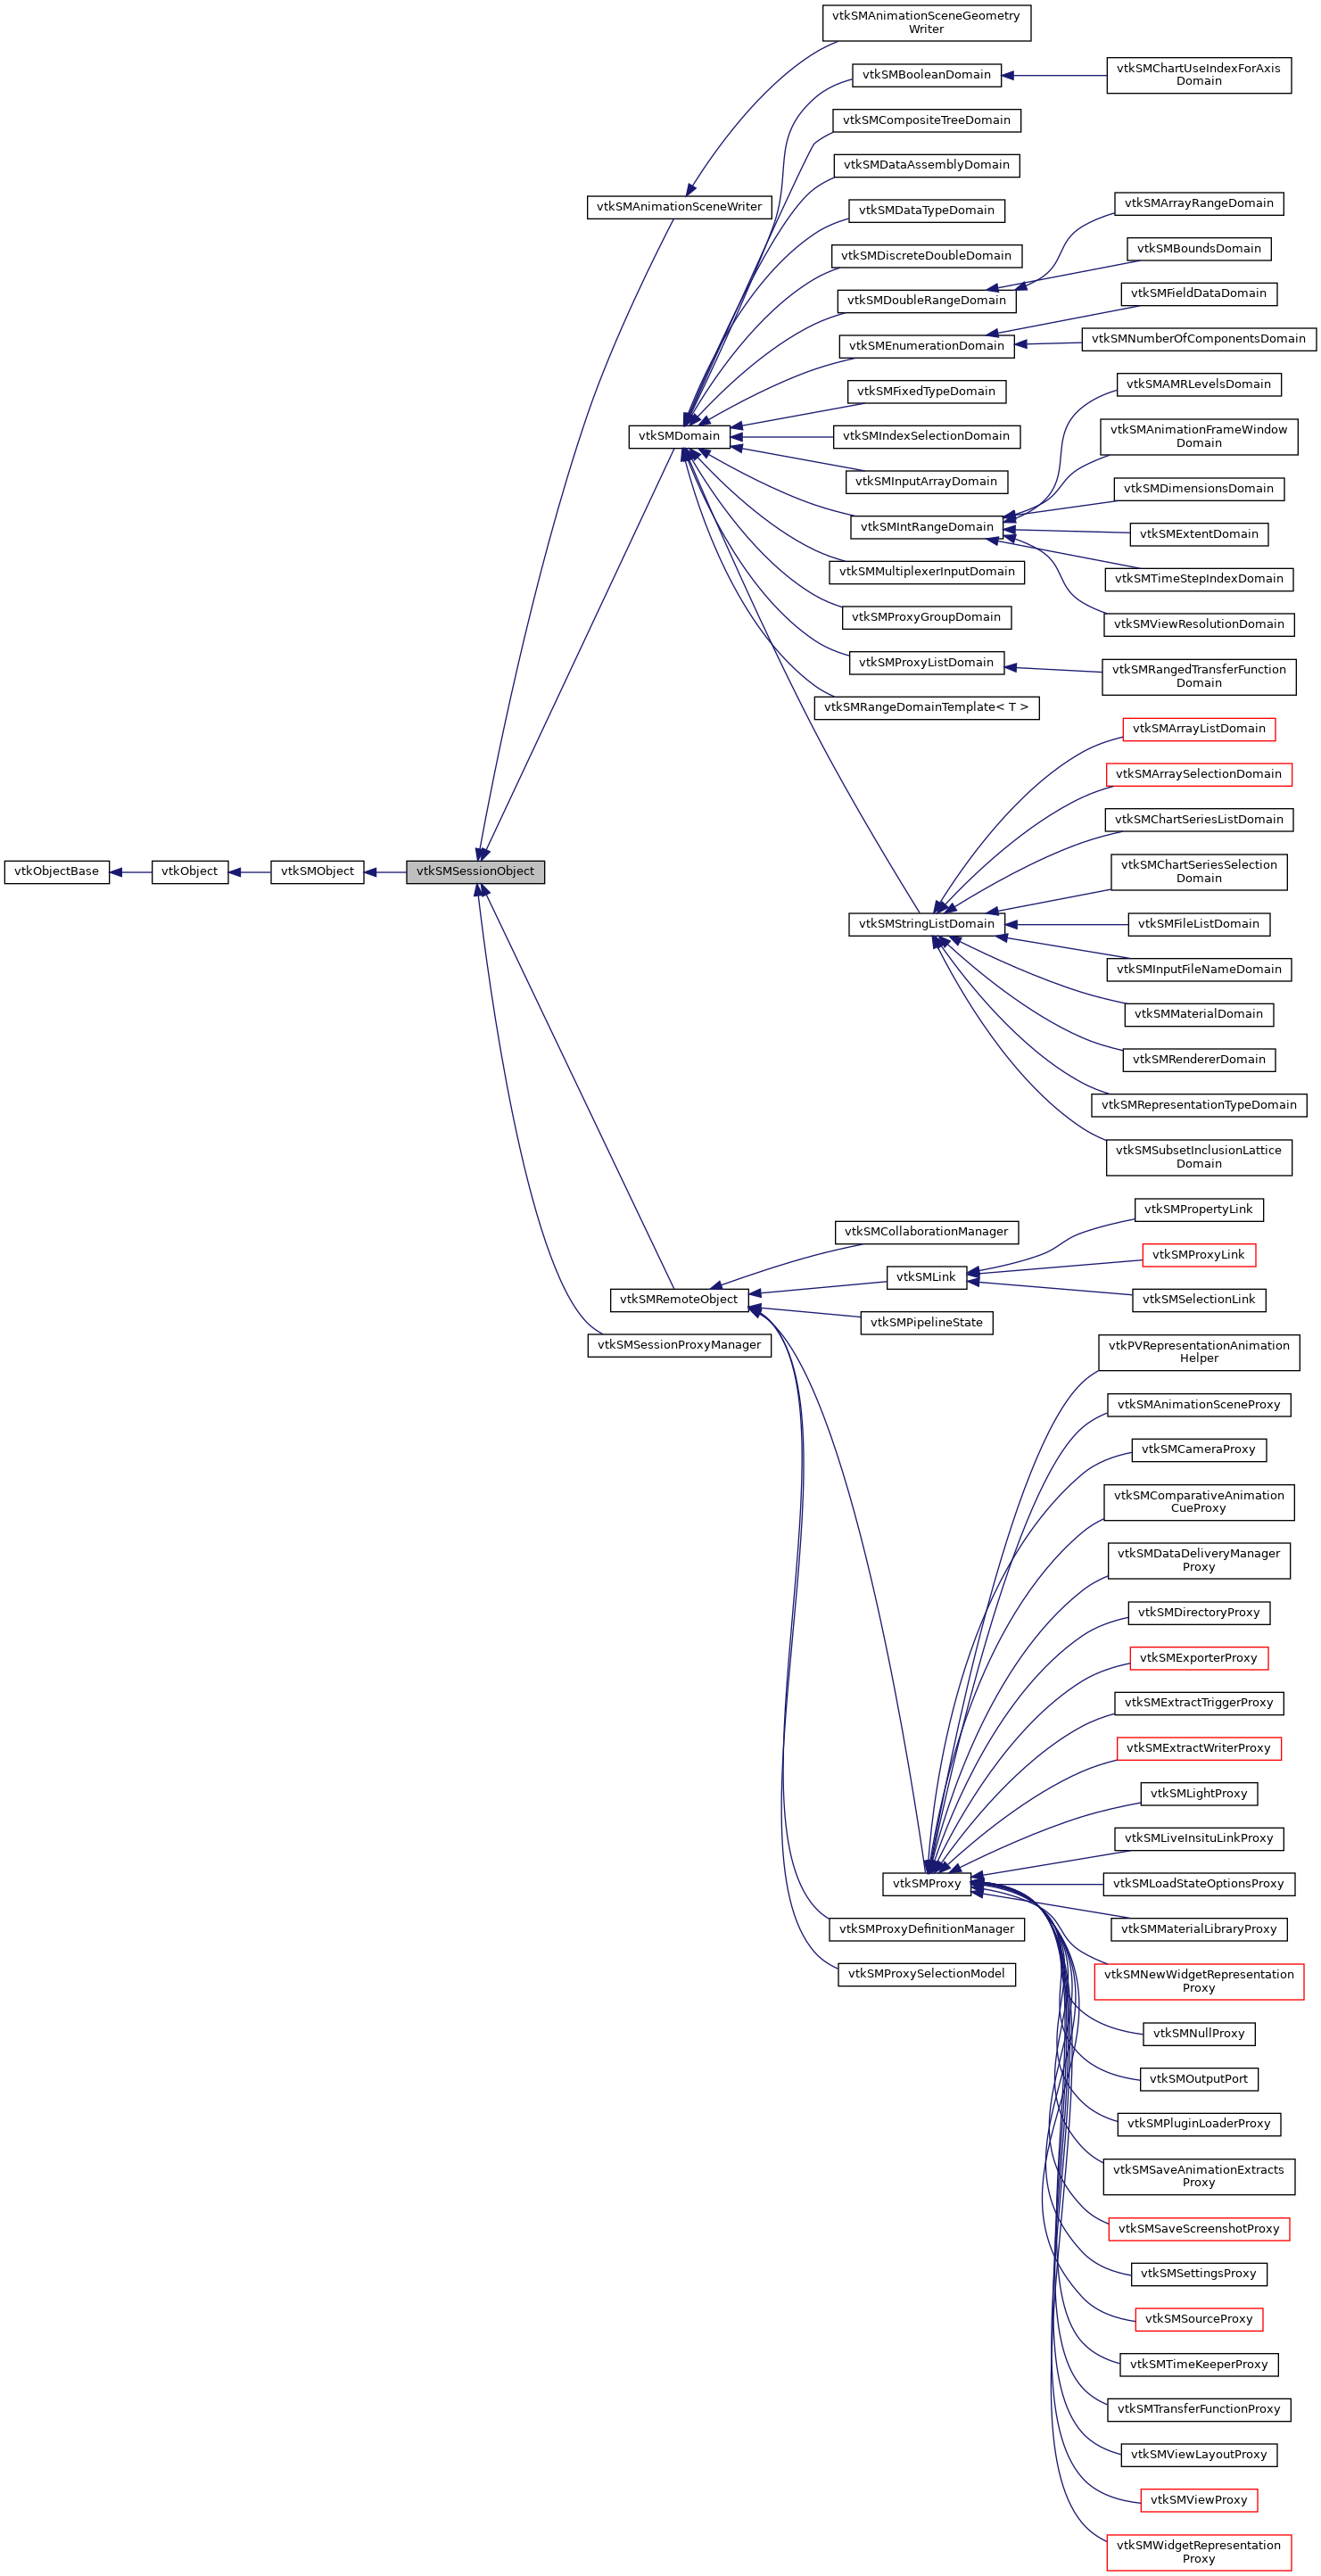 vtkSMAnimationSceneGeometry
Writer
vtkSMBooleanDomain
vtkSMChartUseIndexForAxis
Domain
vtkSMCompositeTreeDomain
vtkSMDataAssemblyDomain
vtkSMAnimationSceneWriter
vtkSMDataTypeDomain
vtkSMArrayRangeDomain
vtkSMDiscreteDoubleDomain
vtkSMBoundsDomain
vtkSMDoubleRangeDomain
vtkSMFieldDataDomain
vtkSMEnumerationDomain
vtkSMNumberOfComponentsDomain
vtkSMFixedTypeDomain
vtkSMAMRLevelsDomain
vtkSMDomain
vtkSMIndexSelectionDomain
vtkSMAnimationFrameWindow
Domain
vtkSMInputArrayDomain
vtkSMDimensionsDomain
vtkSMIntRangeDomain
vtkSMExtentDomain
vtkSMMultiplexerInputDomain
vtkSMTimeStepIndexDomain
vtkSMProxyGroupDomain
vtkSMViewResolutionDomain
vtkSMProxyListDomain
vtkSMRangedTransferFunction
Domain
vtkSMRangeDomainTemplate< T >
vtkSMArrayListDomain
vtkSMArraySelectionDomain
vtkSMChartSeriesListDomain
vtkObjectBase
vtkObject
vtkSMObject
vtkSMSessionObject
vtkSMChartSeriesSelection
Domain
vtkSMStringListDomain
vtkSMFileListDomain
vtkSMInputFileNameDomain
vtkSMMaterialDomain
vtkSMRendererDomain
vtkSMRepresentationTypeDomain
vtkSMSubsetInclusionLattice
Domain
vtkSMPropertyLink
vtkSMCollaborationManager
vtkSMProxyLink
vtkSMLink
vtkSMRemoteObject
vtkSMSelectionLink
vtkSMPipelineState
vtkSMSessionProxyManager
vtkPVRepresentationAnimation
Helper
vtkSMAnimationSceneProxy
vtkSMCameraProxy
vtkSMComparativeAnimation
CueProxy
vtkSMDataDeliveryManager
Proxy
vtkSMDirectoryProxy
vtkSMExporterProxy
vtkSMExtractTriggerProxy
vtkSMExtractWriterProxy
vtkSMLightProxy
vtkSMLiveInsituLinkProxy
vtkSMProxy
vtkSMLoadStateOptionsProxy
vtkSMProxyDefinitionManager
vtkSMMaterialLibraryProxy
vtkSMProxySelectionModel
vtkSMNewWidgetRepresentation
Proxy
vtkSMNullProxy
vtkSMOutputPort
vtkSMPluginLoaderProxy
vtkSMSaveAnimationExtracts
Proxy
vtkSMSaveScreenshotProxy
vtkSMSettingsProxy
vtkSMSourceProxy
vtkSMTimeKeeperProxy
vtkSMTransferFunctionProxy
vtkSMViewLayoutProxy
vtkSMViewProxy
vtkSMWidgetRepresentation
Proxy